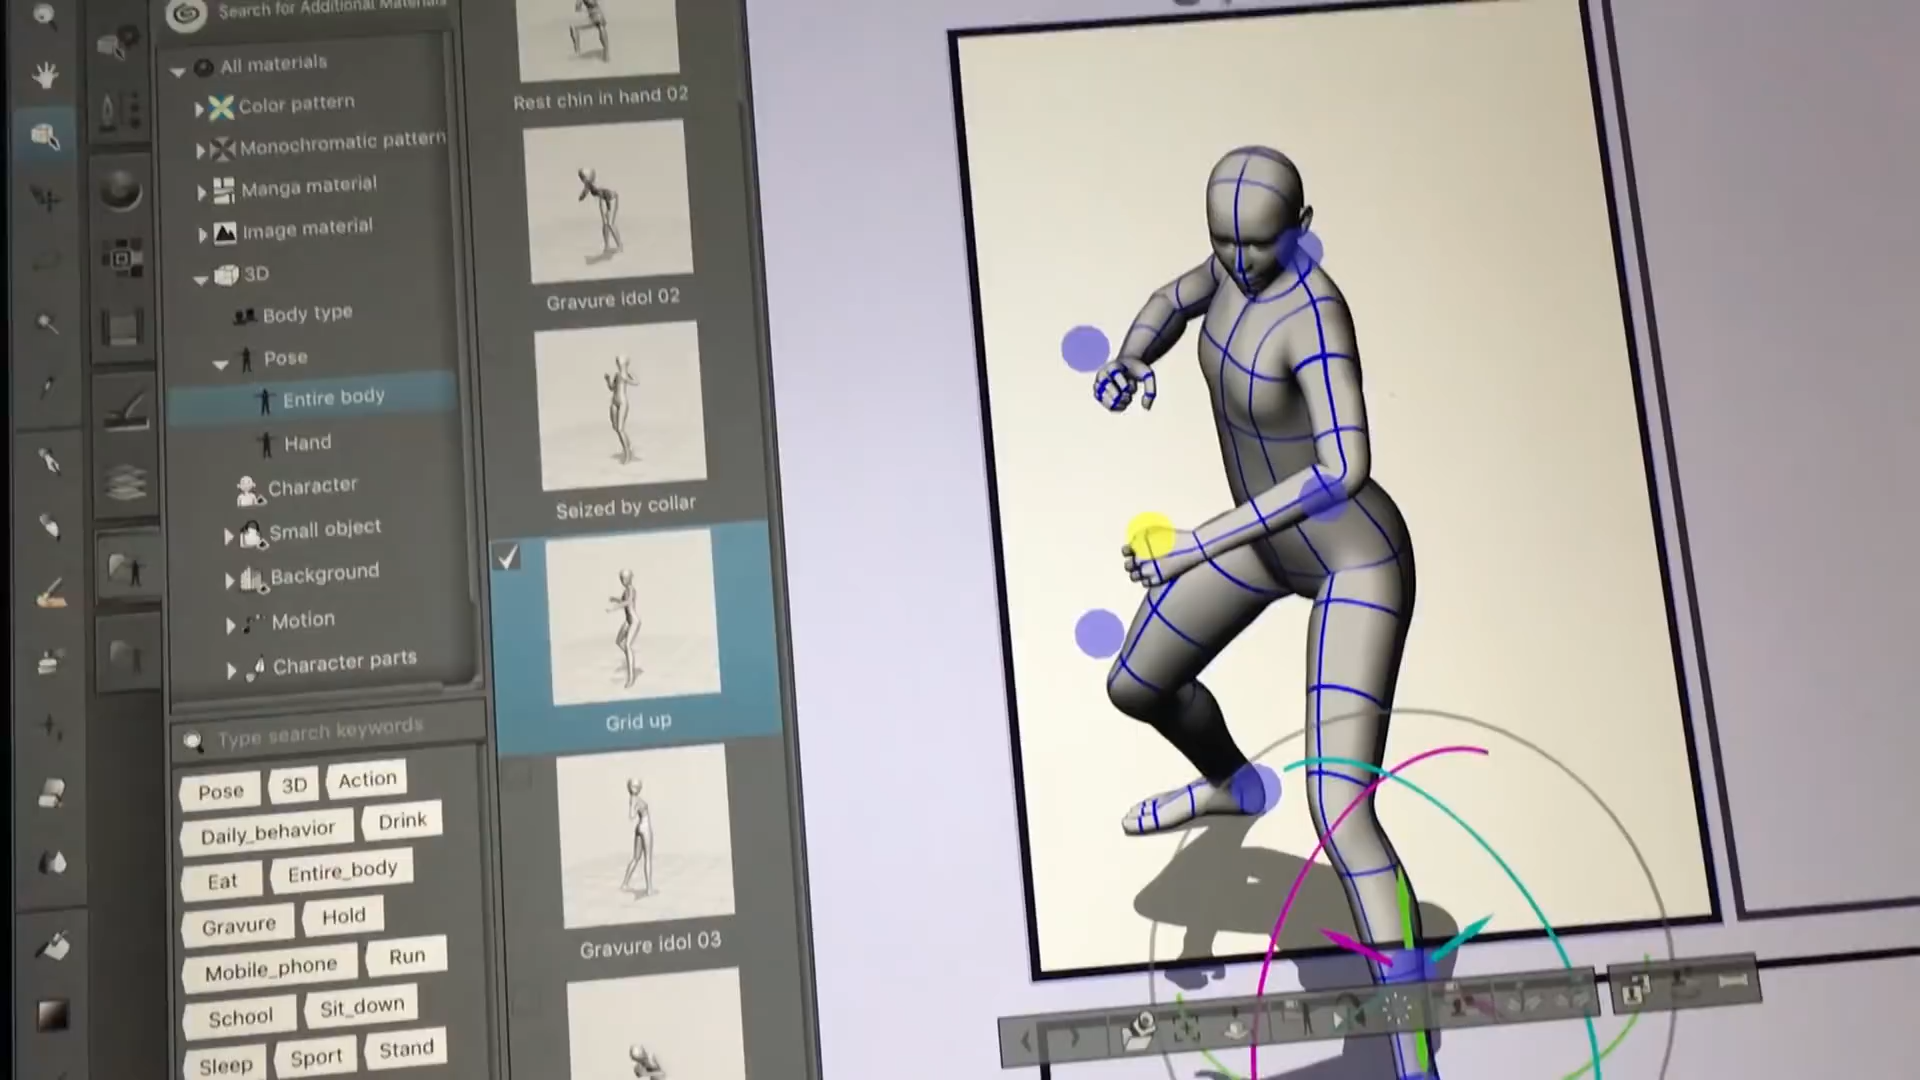 Search for Additional Materials
All materials
Color pattern
Monochromatic pattern
Manga material
Image material
3D
Body type
Pose
Entire body
Hand
Character
Small object
Background
Motion
Character parts
Type search keywords
Pose 3D Action
Daily_behavior Drink
Eat Entire_body
Gravure Hold
Mobile_phone Run
School Sit_down
Sleep Sport Stand
Rest chin in hand 02
Gravure idol 02
Seized by collar
Grid up
Gravure idol 03